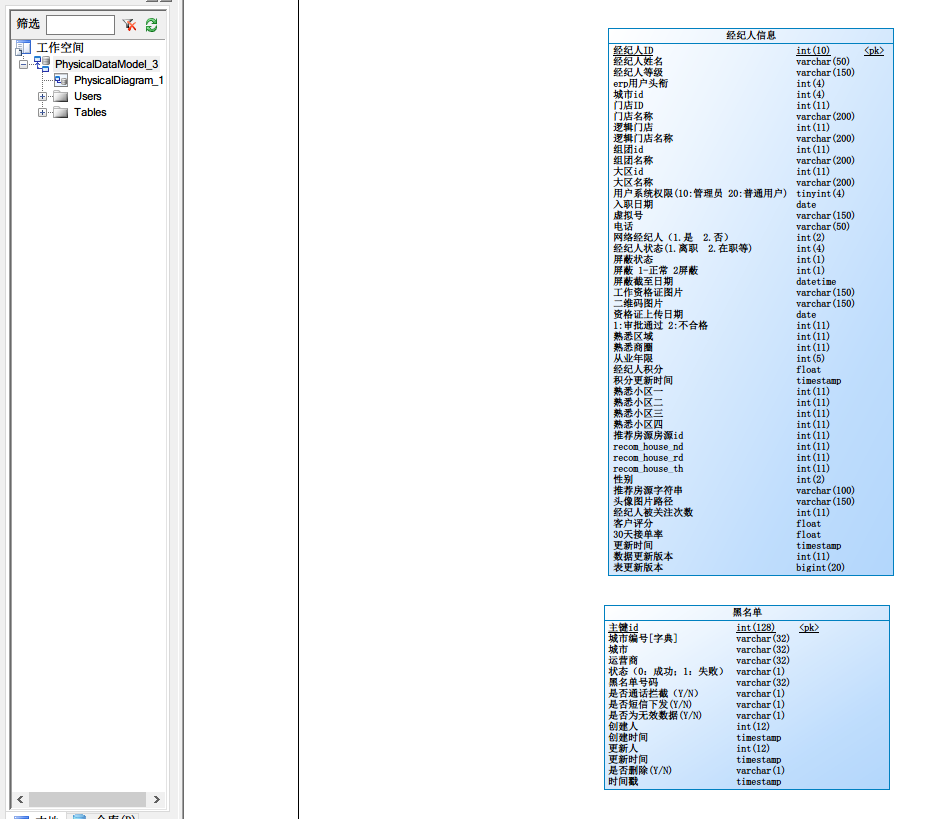 筛选
工作空间
PhysicalDataModel_3
PhysicalDiagram_1
Users
Tables
经纪人信息
经纪人ID int(10) <pk>
经纪人姓名 varchar(50)
经纪人等级 varchar(150)
erp用户头衔 int(4)
城市id int(4)
门店ID int(11)
门店名称 varchar(200)
逻辑门店 int(11)
逻辑门店名称 varchar(200)
组团id int(11)
组团名称 varchar(200)
大区id int(11)
大区名称 varchar(200)
用户系统权限(10:管理员 20:普通用户) tinyint(4)
入职日期 date
虚拟号 varchar(150)
电话 varchar(50)
网络经纪人（1.是 2.否） int(2)
经纪人状态(1.离职 2.在职等) int(4)
屏蔽状态 int(1)
屏蔽 1-正常 2屏蔽 int(1)
屏蔽截至日期 datetime
工作资格证图片 varchar(150)
二维码图片 varchar(150)
资格证上传日期 date
1:审批通过 2:不合格 int(11)
熟悉区域 int(11)
熟悉商圈 int(11)
从业年限 int(5)
经纪人积分 float
积分更新时间 timestamp
熟悉小区一 int(11)
熟悉小区二 int(11)
熟悉小区三 int(11)
熟悉小区四 int(11)
推荐房源房源id int(11)
recom_house_nd int(11)
recom_house_rd int(11)
recom_house_th int(11)
性别 int(2)
推荐房源字符串 varchar(100)
头像图片路径 varchar(150)
经纪人被关注次数 int(11)
客户评分 float
30天接单率 float
更新时间 timestamp
数据更新版本 int(11)
表更新版本 bigint(20)
黑名单
主键id int(128) <pk>
城市编号[字典] varchar(32)
城市 varchar(32)
运营商 varchar(32)
状态（0：成功；1：失败） varchar(1)
黑名单号码 varchar(32)
是否通话拦截（Y/N） varchar(1)
是否短信下发(Y/N) varchar(1)
是否为无效数据(Y/N) varchar(1)
创建人 int(12)
创建时间 timestamp
更新人 int(12)
更新时间 timestamp
是否删除(Y/N) varchar(1)
时间戳 timestamp